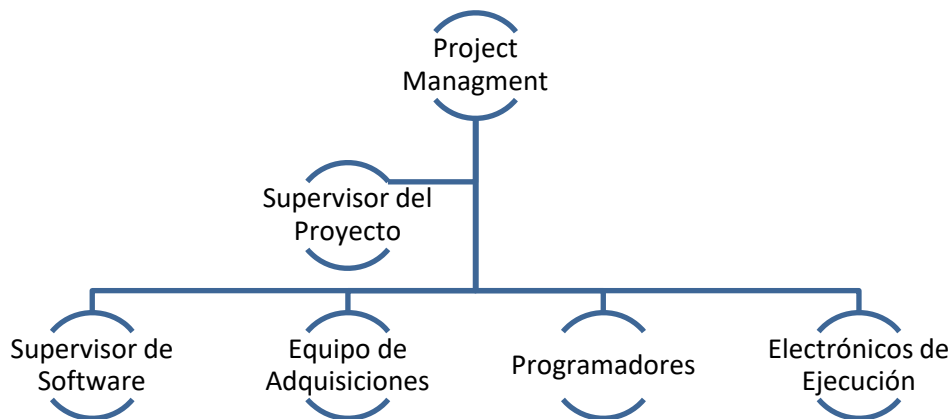 Project
Managment
Supervisor del
Proyecto
Supervisor de
Software
Equipo de
Adquisiciones
Programadores
Electrónicos de
Ejecución